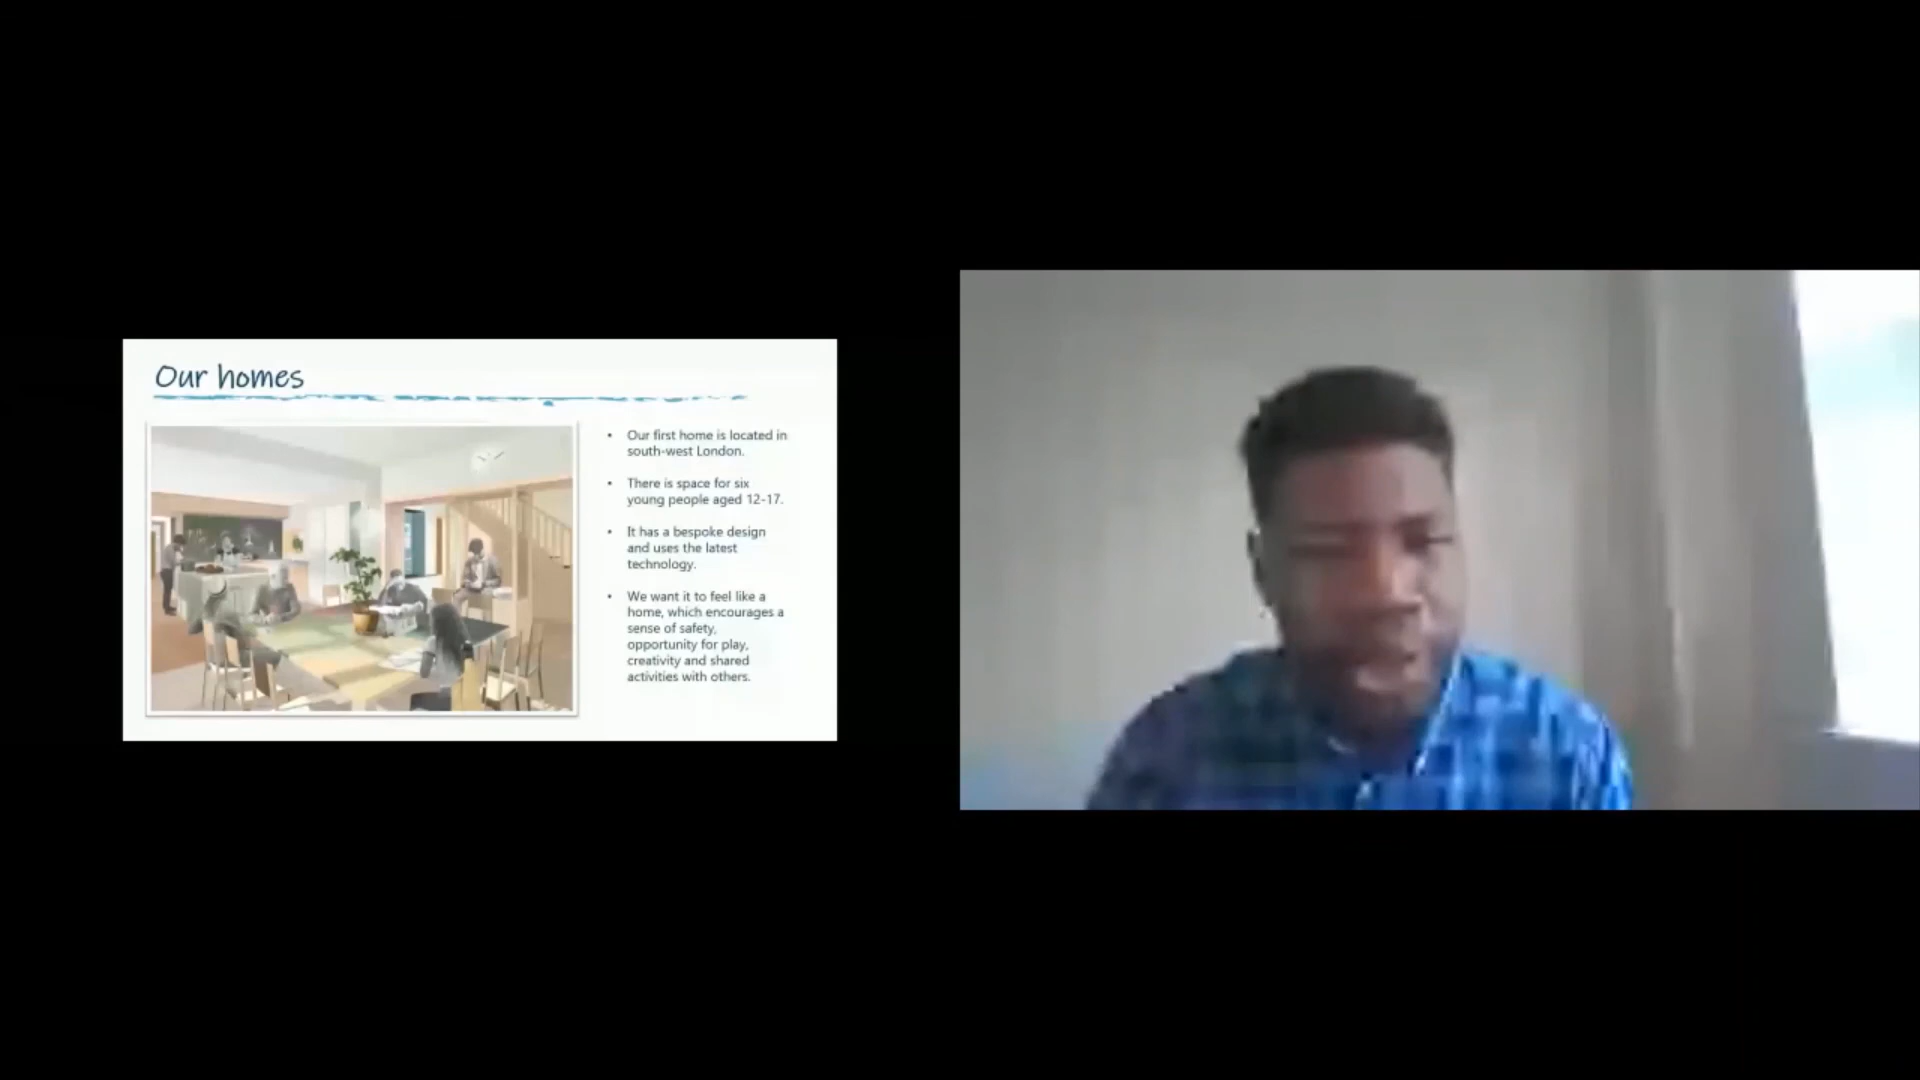 Our homes
• Our first home is located in
south-west London.
• There is space for six
young people aged 12-17.
• It has a bespoke design
and uses the latest
technology.
• We want it to feel like a
home, which encourages a
sense of safety,
opportunity for play,
creativity and shared
activities with others.